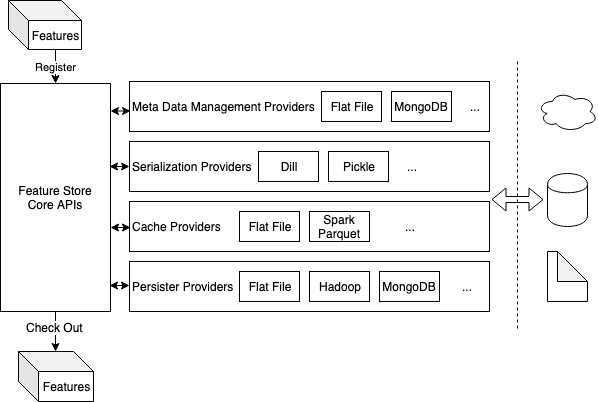 Features
Register
Feature Store
Core APIs
Meta Data Management Providers
Flat File
MongoDB
...
Serialization Providers
Dill
Pickle
...
Cache Providers
Flat File
Spark
Parquet
...
Persister Providers
Flat File
Hadoop
MongoDB
...
Check Out
Features